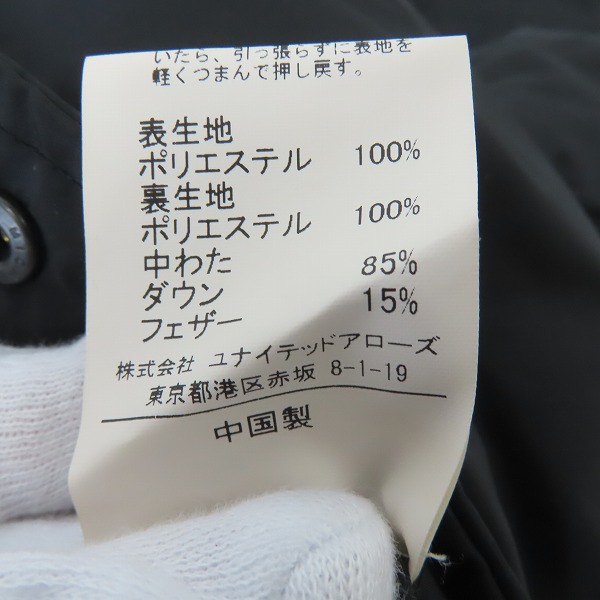 いたら、引っ張らずに表地を
軽くつまんで押し戻す。
表生地
ポリエステル 100%
裏生地
ポリエステル 100%
中わた
ダウン 85%
フェザー 15%
株式会社 ユナイテッドアローズ
東京都港区赤坂 8-1-19
中国製